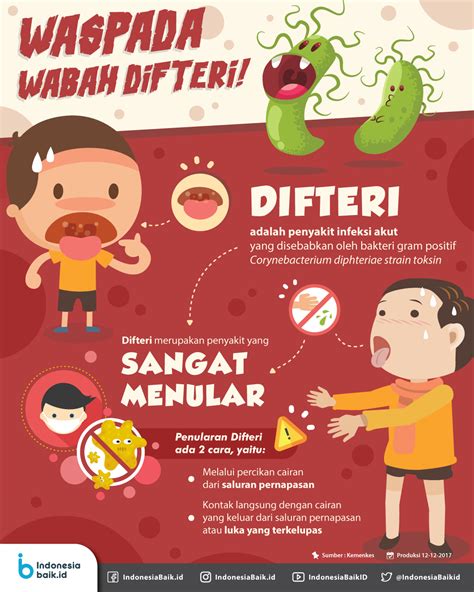 WASPADA
WABAH DIFTERI!
DIFTERI
adalah penyakit infeksi akut
yang disebabkan oleh bakteri gram positif
Corynebacterium diphteriae strain toksin
Difteri merupakan penyakit yang
SANGAT
MENULAR
Penularan Difteri
ada 2 cara, yaitu:
Melalui percikan cairan
dari saluran pernapasan
Kontak langsung dengan cairan
yang keluar dari saluran pernapasan
atau luka yang terkelupas
Sumber : Kemenkes
Produksi 12-12-2017
Indonesia
baik.id
IndonesiaBaik.id
IndonesiaBaik.id
IndonesiaBaikID
@IndonesiaBaikid